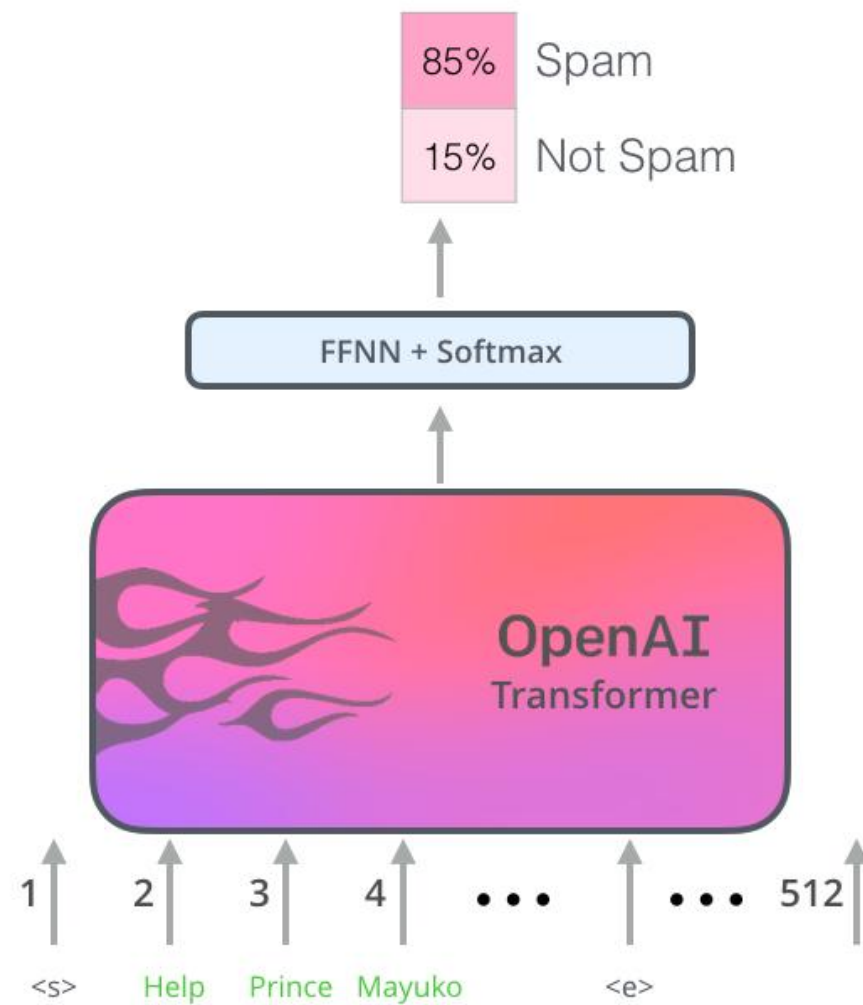 85% Spam
15% Not Spam
FFNN + Softmax
OpenAI
Transformer
1 2 3 4 ••• ••• 512
<s> Help Prince Mayuko <e>